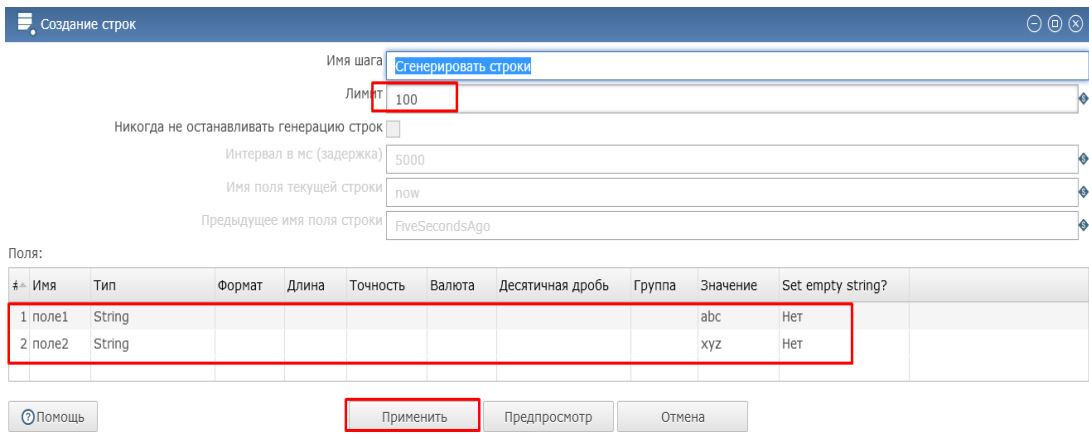 Создание строк
Имя шага Сгенерировать строки
Лимит 100
Никогда не останавливать генерацию строк
Интервал в мс (задержка) 5000
Имя поля текущей строки now
Предыдущее имя поля строки FiveSecondsAgo
Поля:
# Имя Тип Формат Длина Точность Валюта Десятичная дробь Группа Значение Set empty string?
1 поле1 String abc Нет
2 поле2 String xyz Нет
Помощь Применить Предпросмотр Отмена